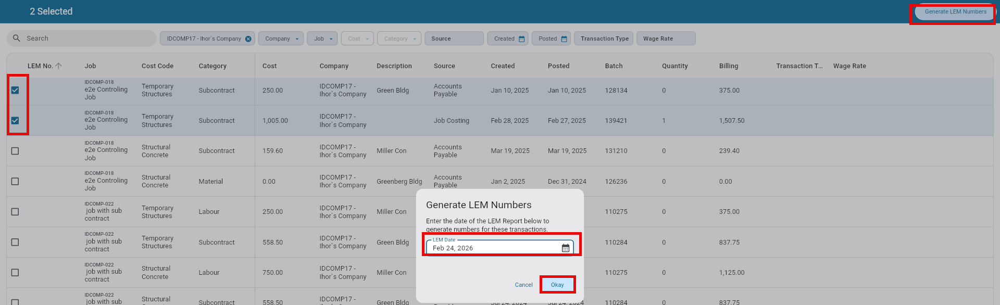 2 Selected
Generate LEM Numbers
Search
IDCOMP17 - Ihor`s Company
Company
Job
Cost
Category
Source
Created
Posted
Transaction Type
Wage Rate
LEM No. Job Cost Code Category Cost Company Description Source Created Posted Batch Quantity Billing Transaction T... Wage Rate
IDCOMP-018
e2e Controling
Job
Temporary
Structures
Subcontract
250.00
IDCOMP17 -
Ihor`s Company
Green Bldg
Accounts
Payable
Jan 10, 2025
Jan 10, 2025
128134
0
375.00
IDCOMP-018
e2e Controling
Job
Temporary
Structures
Subcontract
1,005.00
IDCOMP17 -
Ihor`s Company
Job Costing
Feb 28, 2025
Feb 27, 2025
139421
1
1,507.50
IDCOMP-018
e2e Controling
Job
Structural
Concrete
Subcontract
159.60
IDCOMP17 -
Ihor`s Company
Miller Con
Accounts
Payable
Mar 19, 2025
Mar 19, 2025
131210
0
239.40
IDCOMP-018
e2e Controling
Job
Structural
Concrete
Material
0.00
IDCOMP17 -
Ihor`s Company
Greenberg Bldg
Accounts
Payable
Jan 2, 2025
Dec 31, 2024
126236
0
0.00
IDCOMP-022
job with sub
contract
Temporary
Structures
Labour
250.00
IDCOMP17 -
Ihor`s Company
Miller Con
110275
0
375.00
IDCOMP-022
job with sub
contract
Temporary
Structures
Subcontract
558.50
IDCOMP17 -
Ihor`s Company
Green Bldg
110284
0
837.75
IDCOMP-022
job with sub
contract
Structural
Concrete
Labour
750.00
IDCOMP17 -
Ihor`s Company
Miller Con
110275
0
1,125.00
IDCOMP-022
job with sub
Structural
Subcontract
558.50
IDCOMP17 -
Green Bldg
Jul 24, 2024
Jul 24, 2024
110284
0
837.75
Generate LEM Numbers
Enter the date of the LEM Report below to
generate numbers for these transactions.
LEM Date
Feb 24, 2026
Cancel
Okay